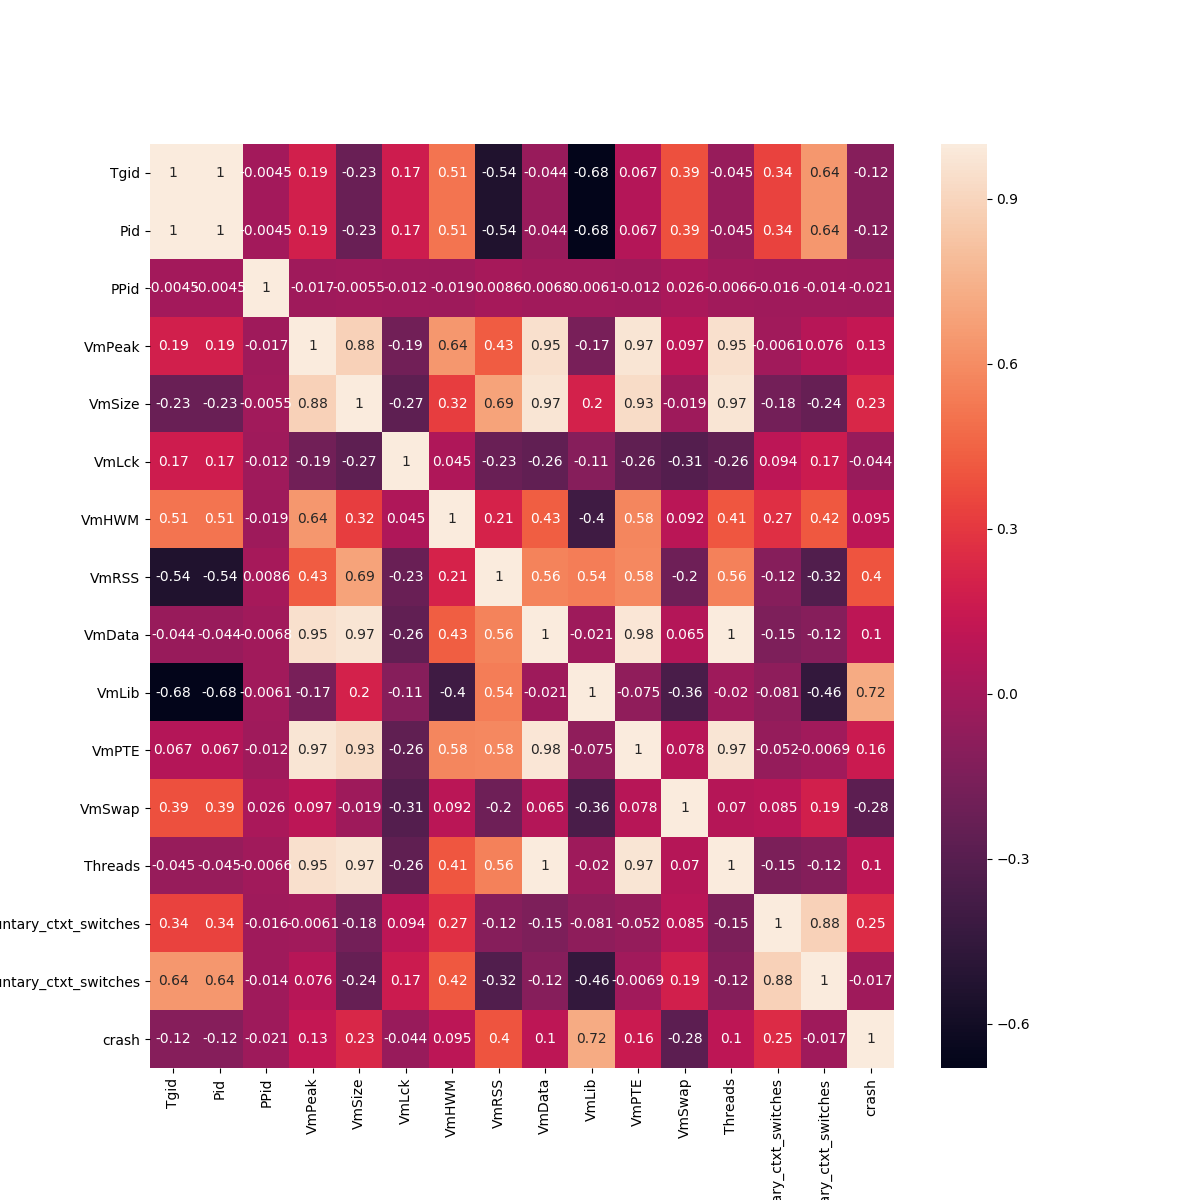 Tgid 1 1 -0.0045 0.19 -0.23 0.17 0.51 -0.54 -0.044 -0.68 0.067 0.39 -0.045 0.34 0.64 -0.12
Pid 1 1 -0.0045 0.19 -0.23 0.17 0.51 -0.54 -0.044 -0.68 0.067 0.39 -0.045 0.34 0.64 -0.12
PPid -0.0045 -0.0045 1 -0.017 -0.0055 -0.012 -0.019 0.0086 -0.0068 -0.0061 -0.012 0.026 -0.0066 -0.016 -0.014 -0.021
VmPeak 0.19 0.19 -0.017 1 0.88 -0.19 0.64 0.43 0.95 -0.17 0.97 0.097 0.95 -0.0061 0.076 0.13
VmSize -0.23 -0.23 -0.0055 0.88 1 -0.27 0.32 0.69 0.97 0.2 0.93 -0.019 0.97 -0.18 -0.24 0.23
VmLck 0.17 0.17 -0.012 -0.19 -0.27 1 0.045 -0.23 -0.26 -0.11 -0.26 -0.31 -0.26 0.094 0.17 -0.044
VmHWM 0.51 0.51 -0.019 0.64 0.32 0.045 1 0.21 0.43 -0.4 0.58 0.092 0.41 0.27 0.42 0.095
VmRSS -0.54 -0.54 0.0086 0.43 0.69 -0.23 0.21 1 0.56 0.54 0.58 -0.2 0.56 -0.12 -0.32 0.4
VmData -0.044 -0.044 -0.0068 0.95 0.97 -0.26 0.43 0.56 1 -0.021 0.98 0.065 1 -0.15 -0.12 0.1
VmLib -0.68 -0.68 -0.0061 -0.17 0.2 -0.11 -0.4 0.54 -0.021 1 -0.075 -0.36 -0.02 -0.081 -0.46 0.72
VmPTE 0.067 0.067 -0.012 0.97 0.93 -0.26 0.58 0.58 0.98 -0.075 1 0.078 0.97 -0.052 -0.0069 0.16
VmSwap 0.39 0.39 0.026 0.097 -0.019 -0.31 0.092 -0.2 0.065 -0.36 0.078 1 0.07 0.085 0.19 -0.28
Threads -0.045 -0.045 -0.0066 0.95 0.97 -0.26 0.41 0.56 1 -0.02 0.97 0.07 1 -0.15 -0.12 0.1
ntary_ctxt_switches 0.34 0.34 -0.016 -0.0061 -0.18 0.094 0.27 -0.12 -0.15 -0.081 -0.052 0.085 -0.15 1 0.88 0.25
ntary_ctxt_switches 0.64 0.64 -0.014 0.076 -0.24 0.17 0.42 -0.32 -0.12 -0.46 -0.0069 0.19 -0.12 0.88 1 -0.017
crash -0.12 -0.12 -0.021 0.13 0.23 -0.044 0.095 0.4 0.1 0.72 0.16 -0.28 0.1 0.25 -0.017 1
Tgid Pid PPid VmPeak VmSize VmLck VmHWM VmRSS VmData VmLib VmPTE VmSwap Threads ary_ctxt_switches ary_ctxt_switches crash
0.9
0.6
0.3
0.0
−0.3
−0.6